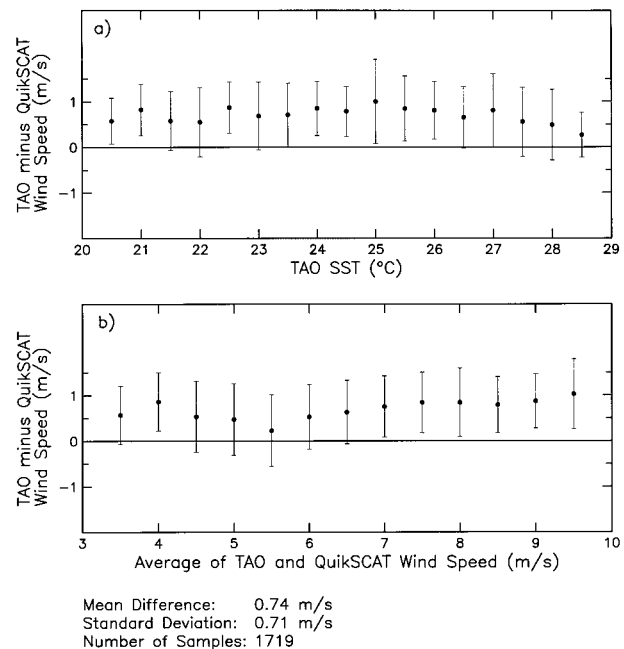 a)
TAO minus QuikSCAT
Wind Speed (m/s)
1
0
−1
20 21 22 23 24 25 26 27 28 29
TAO SST (°C)
b)
TAO minus QuikSCAT
Wind Speed (m/s)
1
0
−1
3 4 5 6 7 8 9 10
Average of TAO and QuikSCAT Wind Speed (m/s)
Mean Difference: 0.74 m/s
Standard Deviation: 0.71 m/s
Number of Samples: 1719